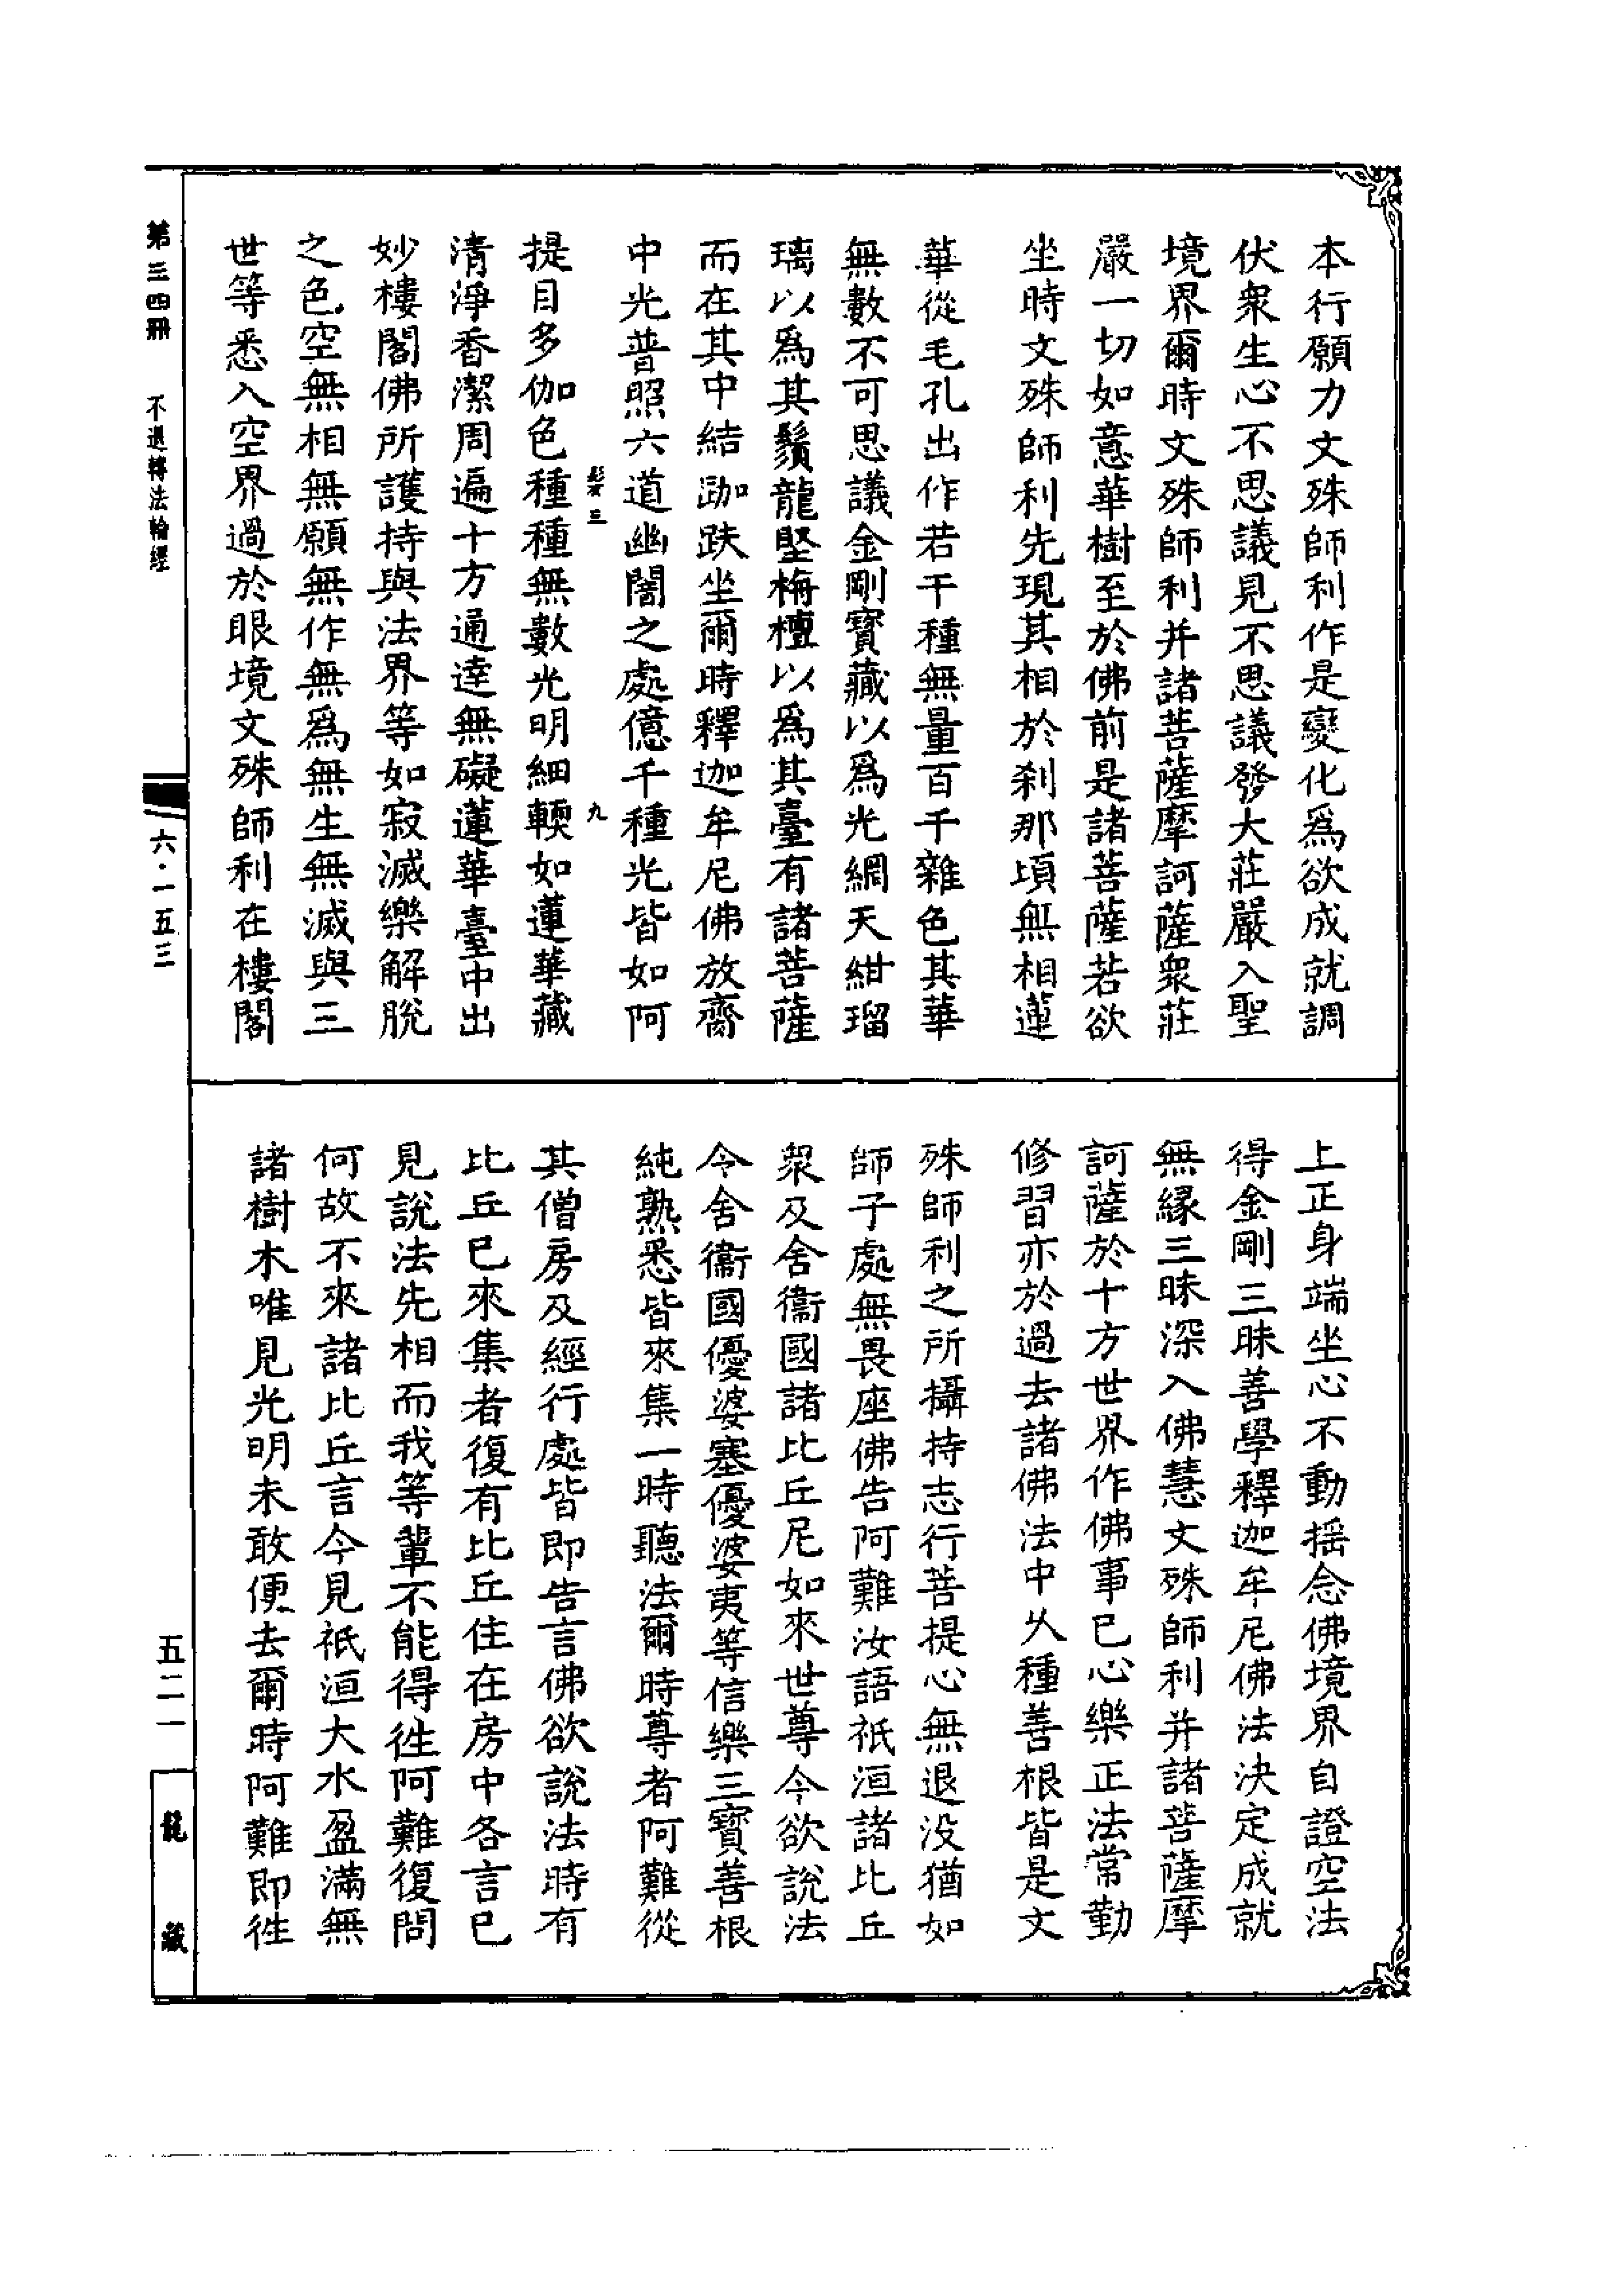 本行願力文殊師利作是變化爲欲成就調
伏衆生心不思議見不思議發大莊嚴入聖
境界爾時文殊師利并諸菩薩摩訶薩衆莊
嚴一切如意華樹至於佛前是諸菩薩若欲
坐時文殊師利先現其相於刹那頃無相蓮
華從毛孔出作若干種無量百千雜色其華
無數不可思議金剛寶藏以爲光網天紺瑠
璃以爲其鬚龍堅栴檀以爲其臺有諸菩薩
而在其中結跏趺坐爾時釋迦牟尼佛放齋
中光普照六道幽闇之處億千種光皆如阿
三
九
提目多伽色種種無數光明細輭如蓮華藏
清淨香潔周遍十方通達無礙蓮華臺中出
妙樓閣佛所護持與法界等如寂滅樂解脫
之色空無相無願無作無爲無生無滅與三
世等悉入空界過於眼境文殊師利在樓閣
上正身端坐心不動搖念佛境界自證空法
得金剛三昧善學釋迦牟尼佛法決定成就
無緣三昧深入佛慧文殊師利并諸菩薩摩
訶薩於十方世界作佛事已心樂正法常勤
修習亦於過去諸佛法中久種善根皆是文
殊師利之所攝持志行菩提心無退没猶如
師子處無畏座佛告阿難汝語祇洹諸比丘
衆及舍衞國諸比丘尼如來世尊今欲說法
令舍衞國優婆塞優婆夷等信樂三寶善根
純熟悉皆來集一時聽法爾時尊者阿難從
其僧房及經行處皆即告言佛欲說法時有
比丘已來集者復有比丘住在房中各言已
見說法先相而我等輩不能得徃阿難復問
何故不來諸比丘言今見祇洹大水盈滿無
諸樹木唯見光明未敢便去爾時阿難即徃
第三四冊
不退轉法輪經
六·一五三
五二一
龍藏